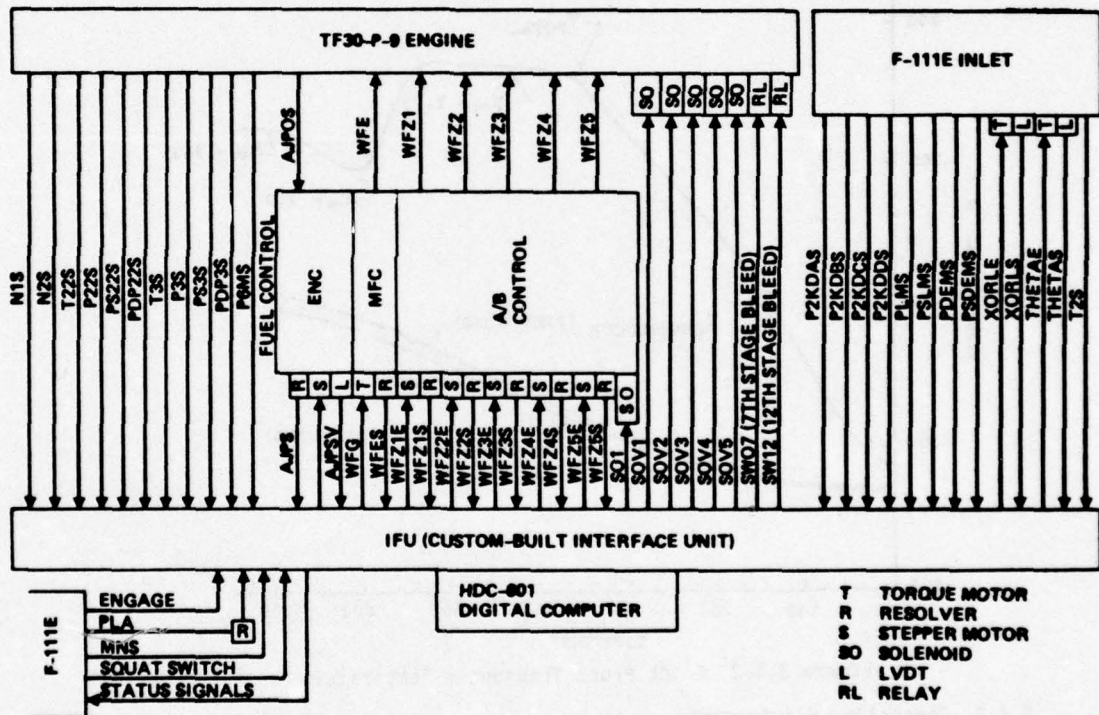 TF30-P-9 ENGINE
F-111E INLET
SO
SO
SO
SO
SO
RL
RL
T
L
T
L
AJPOS
WFE
WFZ1
WFZ2
WFZ3
WFZ4
WFZ5
N1S
N2S
T22S
P22S
PS22S
PDP22S
T3S
P3S
PS3S
PDP3S
P6MS
FUEL CONTROL
ENC
MFC
A/B CONTROL
R
S
L
T
R
S
R
S
R
S
R
S
R
S
R
SO
AJPS
AJPSV
WFG
WFES
WFZ1E
WFZ1S
WFZ2E
WFZ2S
WFZ3E
WFZ3S
WFZ4E
WFZ4S
WFZ5E
WFZ5S
SO1
SOV1
SOV2
SOV3
SOV4
SOV5
SW07 (7TH STAGE BLEED)
SW12 (12TH STAGE BLEED)
P2KDAS
P2KDBS
P2KDCS
P2KDDS
PLMS
PSLMS
PDEMS
PSDEMS
XORLE
XORLS
THETAE
THETAS
T2S
IFU (CUSTOM-BUILT INTERFACE UNIT)
HDC-601
DIGITAL COMPUTER
F-111E
ENGAGE
PLA
R
MNS
SQUAT SWITCH
STATUS SIGNALS
T TORQUE MOTOR
R RESOLVER
S STEPPER MOTOR
SO SOLENOID
L LVDT
RL RELAY